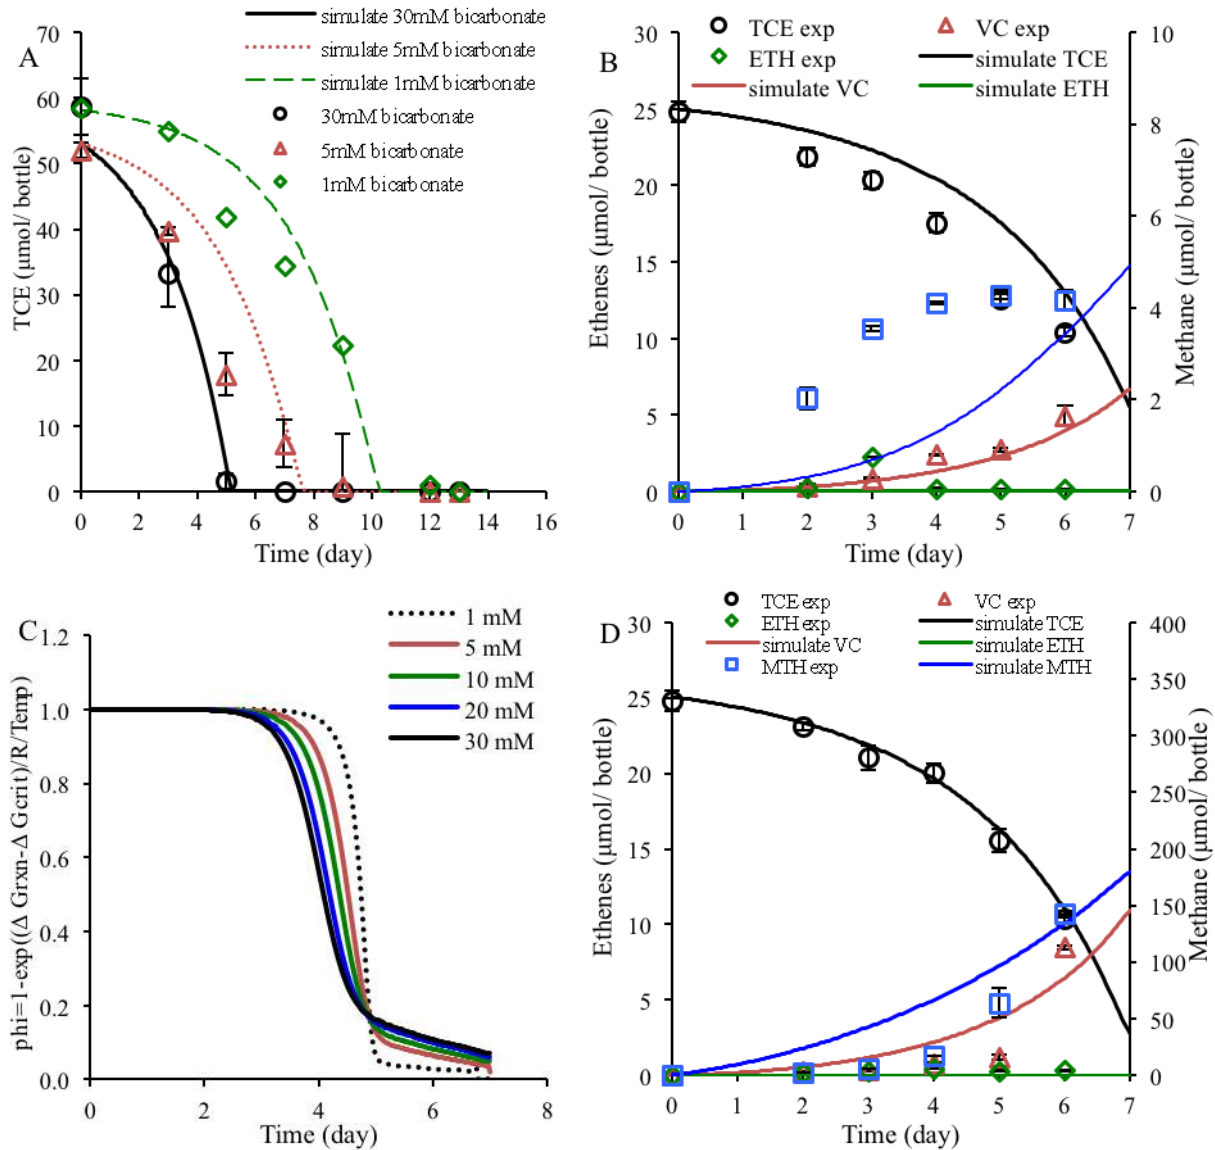 A
simulate 30mM bicarbonate
simulate 5mM bicarbonate
simulate 1mM bicarbonate
30mM bicarbonate
5mM bicarbonate
1mM bicarbonate
TCE (µmol/ bottle)
70
60
50
40
30
20
10
0
0 2 4 6 8 10 12 14 16
Time (day)
B
TCE exp
VC exp
ETH exp
simulate TCE
simulate VC
simulate ETH
Ethenes (µmol/ bottle)
30
25
20
15
10
5
0
Methane (µmol/ bottle)
10
8
6
4
2
0
0 1 2 3 4 5 6 7
Time (day)
C
1 mM
5 mM
10 mM
20 mM
30 mM
phi=1-exp((Δ Grxn-Δ Gcrit)/R/Temp)
1.2
1.0
0.8
0.6
0.4
0.2
0.0
0 2 4 6 8
Time (day)
D
TCE exp
VC exp
ETH exp
simulate TCE
simulate VC
simulate ETH
MTH exp
simulate MTH
Ethenes (µmol/ bottle)
30
25
20
15
10
5
0
Methane (µmol/ bottle )
400
350
300
250
200
150
100
50
0
0 1 2 3 4 5 6 7
Time (day)